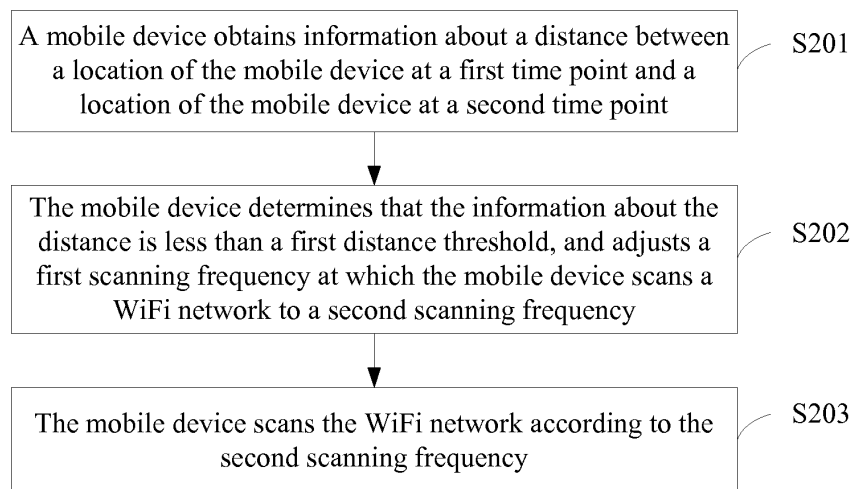 A mobile device obtains information about a distance between
a location of the mobile device at a first time point and a
location of the mobile device at a second time point
S201
The mobile device determines that the information about the
distance is less than a first distance threshold, and adjusts a
first scanning frequency at which the mobile device scans a
WiFi network to a second scanning frequency
S202
The mobile device scans the WiFi network according to the
second scanning frequency
S203